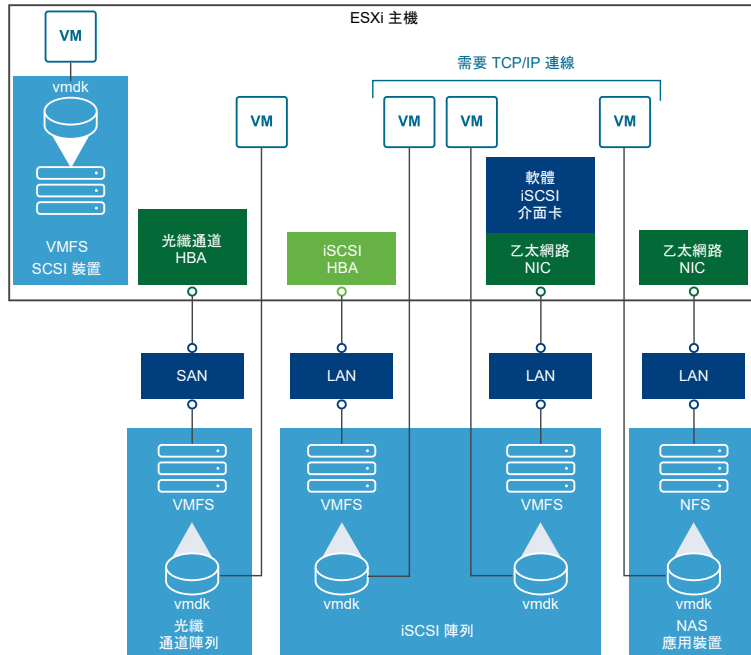 ESXi 主機
VM
需要 TCP/IP 連線
vmdk
VM
VM
VM
VM
VMFS
SCSI 裝置
光纖通道
HBA
iSCSI
HBA
軟體
iSCSI
介面卡
乙太網路
NIC
乙太網路
NIC
SAN
LAN
LAN
LAN
VMFS
VMFS
VMFS
NFS
vmdk
vmdk
vmdk
vmdk
光纖
通道陣列
iSCSI 陣列
NAS
應用裝置